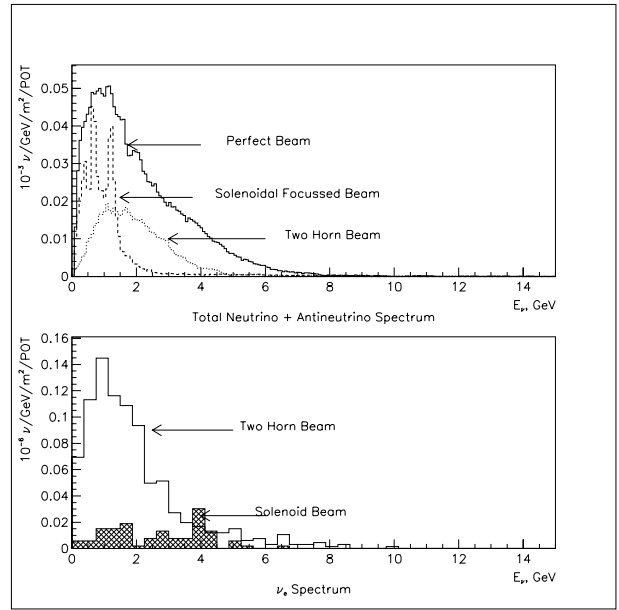 10⁻³ ν/GeV/m²/POT
0.05
0.04
0.03
0.02
0.01
0
Perfect Beam
Solenoidal Focussed Beam
Two Horn Beam
0 2 4 6 8 10 12 14
E_ν, GeV
Total Neutrino + Antineutrino Spectrum
10⁻⁶ ν/GeV/m²/POT
0.16
0.14
0.12
0.1
0.08
0.06
0.04
0.02
0
Two Horn Beam
Solenoid Beam
0 2 4 6 8 10 12 14
E_ν, GeV
ν_e Spectrum